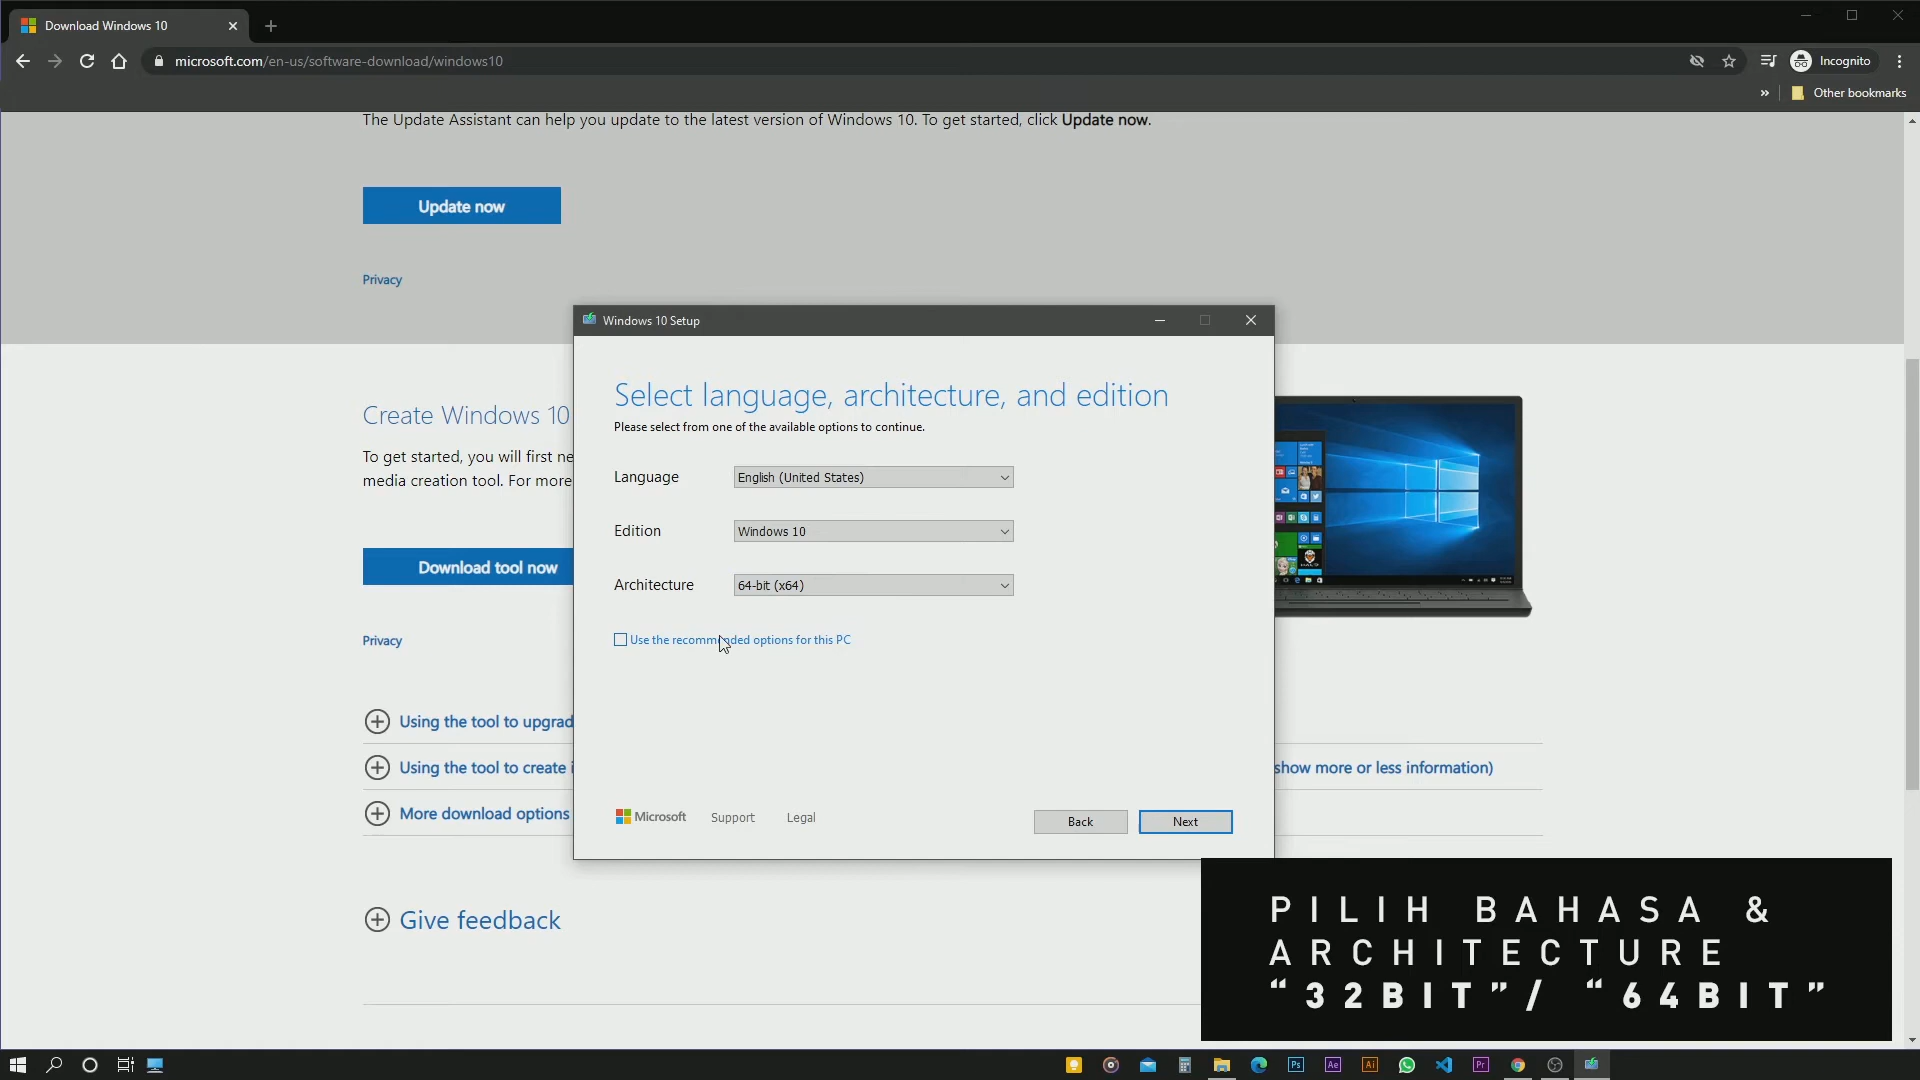 Download Windows 10
microsoft.com/en-us/software-download/windows10
Incognito
Other bookmarks
The Update Assistant can help you update to the latest version of Windows 10. To get started, click Update now.
Update now
Privacy
Windows 10 Setup
Select language, architecture, and edition
Please select from one of the available options to continue.
Language
English (United States)
Edition
Windows 10
Architecture
64-bit (x64)
Use the recommended options for this PC
Microsoft
Support
Legal
Back
Next
Create Windows 10
To get started, you will first ne
media creation tool. For more
Download tool now
Privacy
Using the tool to upgrad
Using the tool to create i
show more or less information)
More download options
Give feedback
PILIH BAHASA &
ARCHITECTURE
“32BIT”/ “64BIT”
Ps
Ae
Ai
Pr